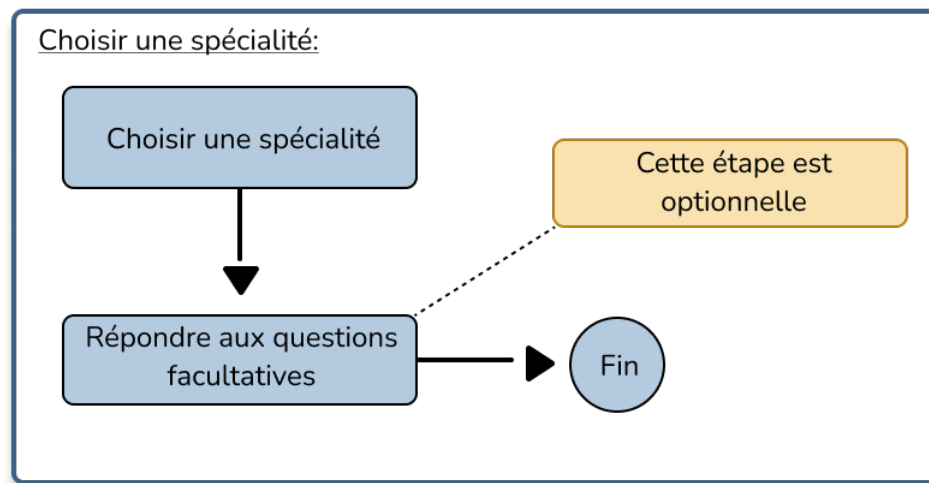 Choisir une spécialité:
Choisir une spécialité
Cette étape est
optionnelle
Répondre aux questions
facultatives
Fin